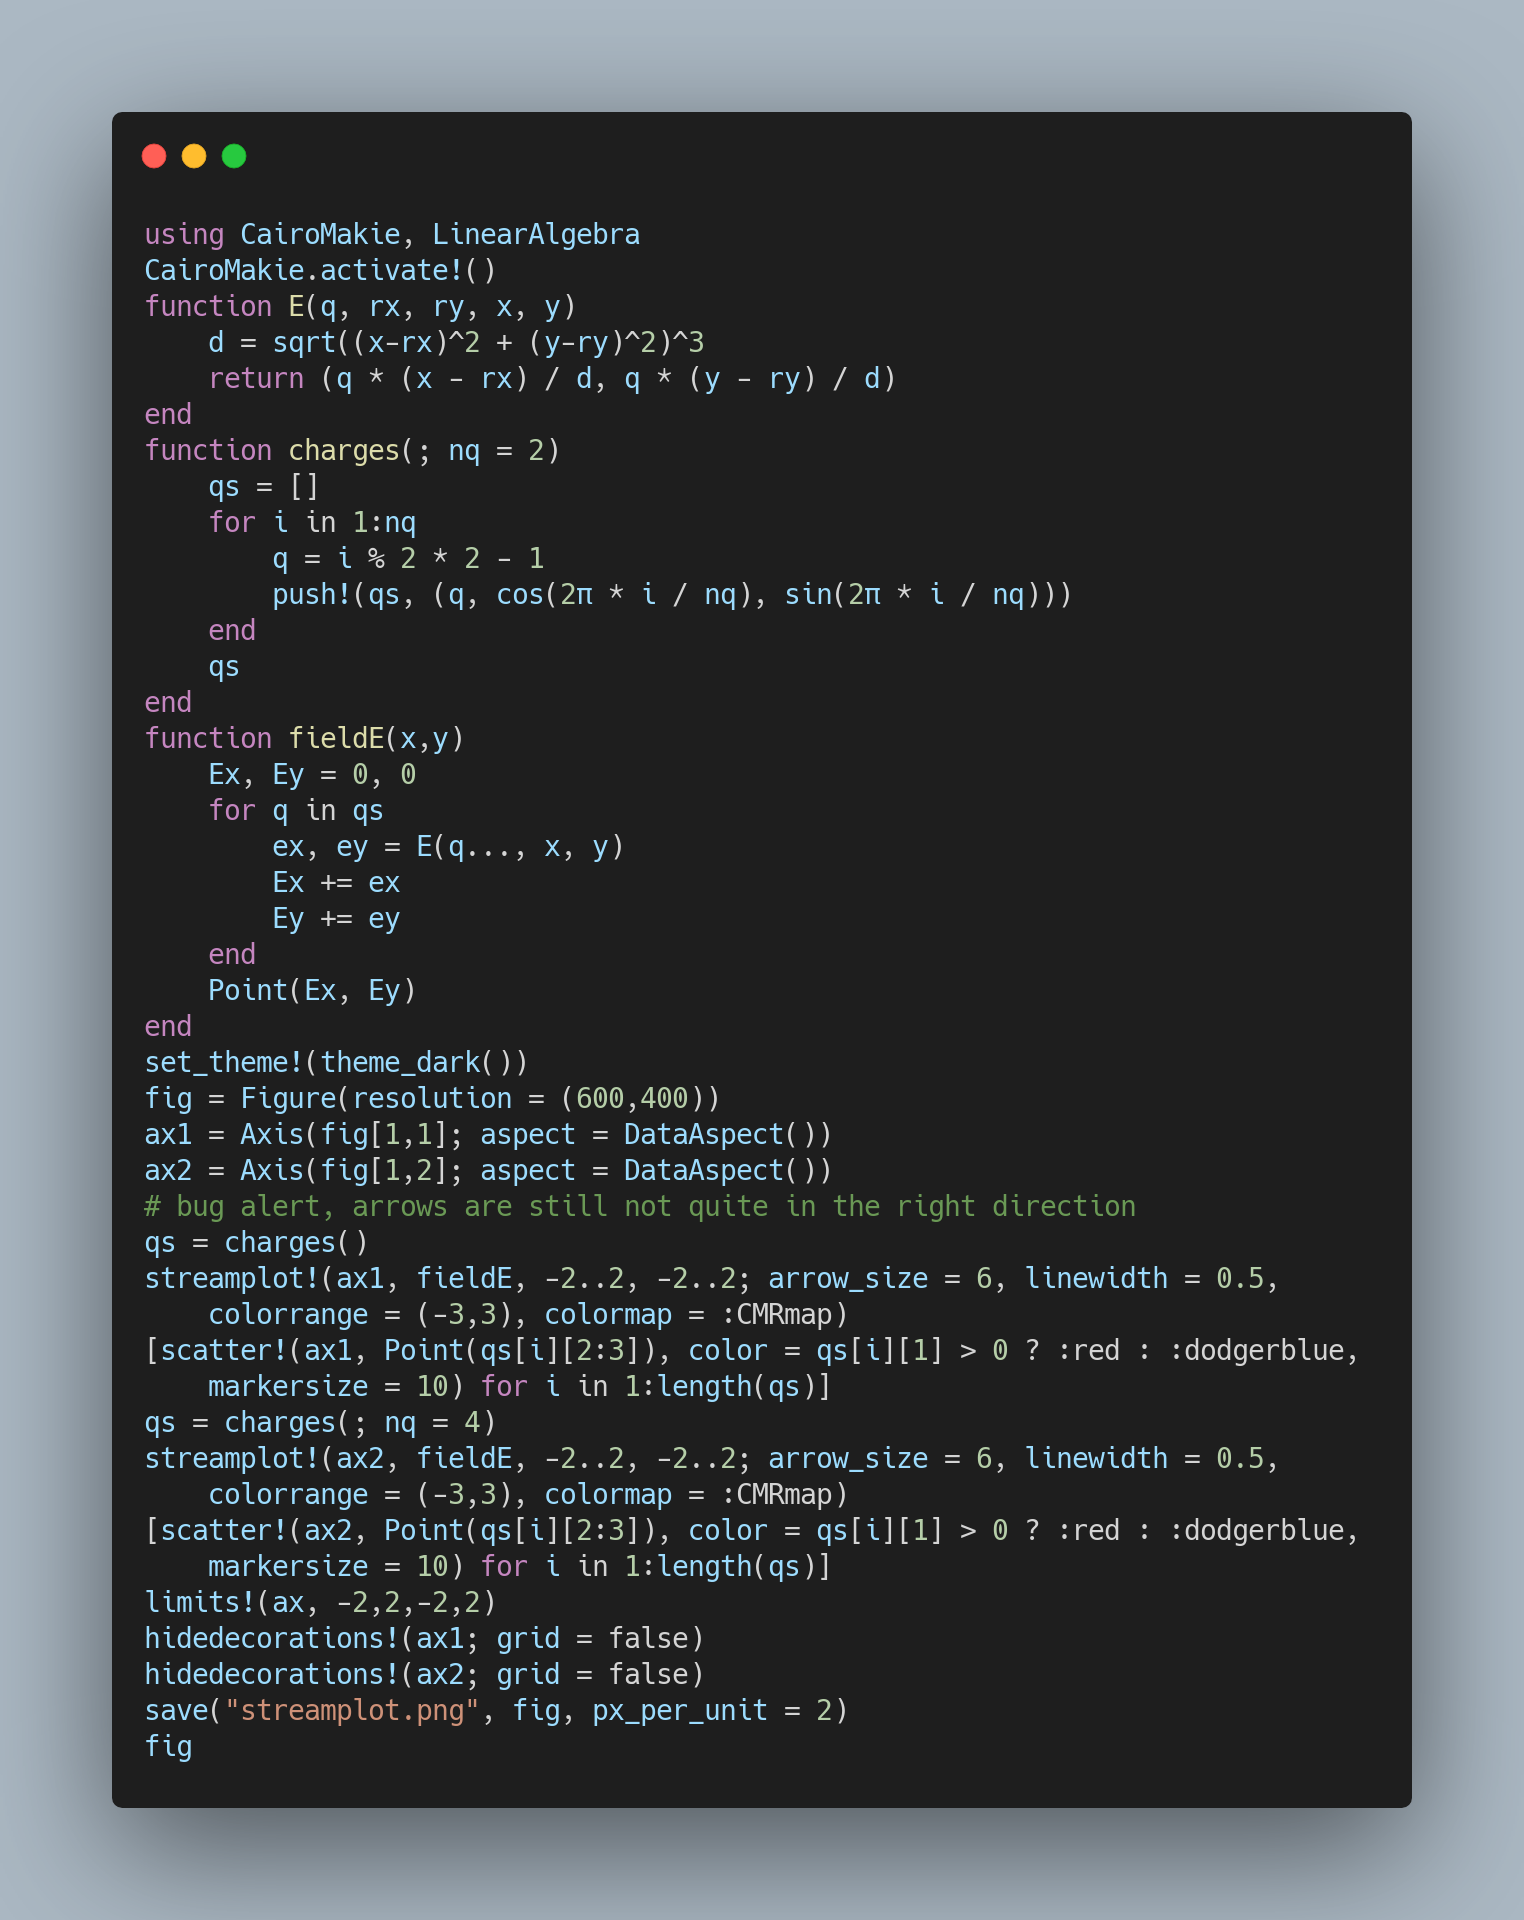 using CairoMakie, LinearAlgebra
CairoMakie.activate!()
function E(q, rx, ry, x, y)
    d = sqrt((x-rx)^2 + (y-ry)^2)^3
    return (q * (x - rx) / d, q * (y - ry) / d)
end
function charges(; nq = 2)
    qs = []
    for i in 1:nq
        q = i % 2 * 2 - 1
        push!(qs, (q, cos(2π * i / nq), sin(2π * i / nq)))
    end
    qs
end
function fieldE(x,y)
    Ex, Ey = 0, 0
    for q in qs
        ex, ey = E(q..., x, y)
        Ex += ex
        Ey += ey
    end
    Point(Ex, Ey)
end
set_theme!(theme_dark())
fig = Figure(resolution = (600,400))
ax1 = Axis(fig[1,1]; aspect = DataAspect())
ax2 = Axis(fig[1,2]; aspect = DataAspect())
# bug alert, arrows are still not quite in the right direction
qs = charges()
streamplot!(ax1, fieldE, -2..2, -2..2; arrow_size = 6, linewidth = 0.5,
    colorrange = (-3,3), colormap = :CMRmap)
[scatter!(ax1, Point(qs[i][2:3]), color = qs[i][1] > 0 ? :red : :dodgerblue,
    markersize = 10) for i in 1:length(qs)]
qs = charges(; nq = 4)
streamplot!(ax2, fieldE, -2..2, -2..2; arrow_size = 6, linewidth = 0.5,
    colorrange = (-3,3), colormap = :CMRmap)
[scatter!(ax2, Point(qs[i][2:3]), color = qs[i][1] > 0 ? :red : :dodgerblue,
    markersize = 10) for i in 1:length(qs)]
limits!(ax, -2,2,-2,2)
hidedecorations!(ax1; grid = false)
hidedecorations!(ax2; grid = false)
save("streamplot.png", fig, px_per_unit = 2)
fig